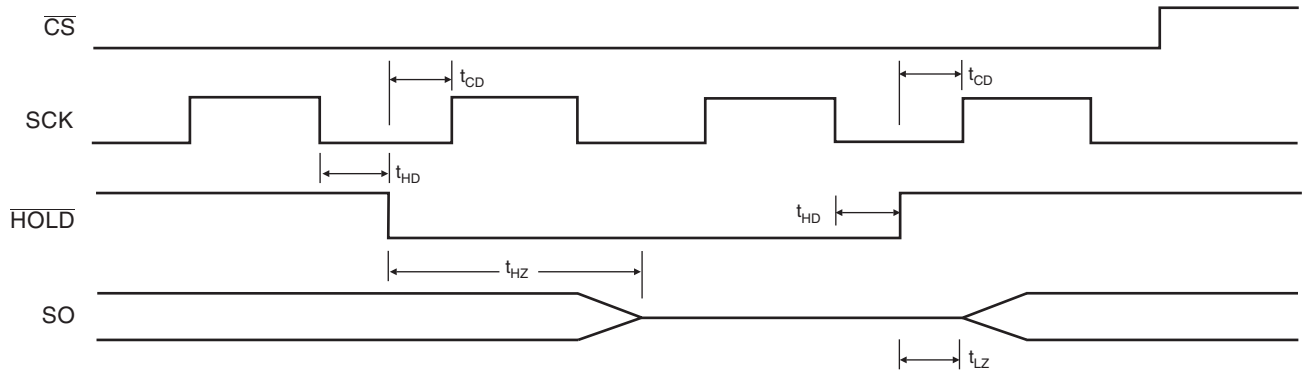 CS
t_CD t_CD
SCK
t_HD
HOLD
t_HD
t_HZ
SO
t_LZ